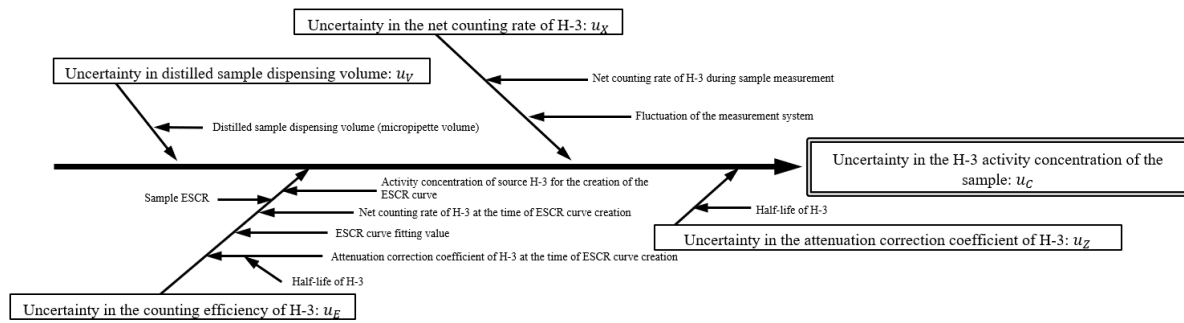 Uncertainty in the net counting rate of H-3: u_X
Uncertainty in distilled sample dispensing volume: u_V
Net counting rate of H-3 during sample measurement
Fluctuation of the measurement system
Distilled sample dispensing volume (micropipette volume)
Uncertainty in the H-3 activity concentration of the
sample: u_C
Activity concentration of source H-3 for the creation of the
ESCR curve
Sample ESCR
Net counting rate of H-3 at the time of ESCR curve creation
Half-life of H-3
ESCR curve fitting value
Uncertainty in the attenuation correction coefficient of H-3: u_Z
Attenuation correction coefficient of H-3 at the time of ESCR curve creation
Half-life of H-3
Uncertainty in the counting efficiency of H-3: u_E